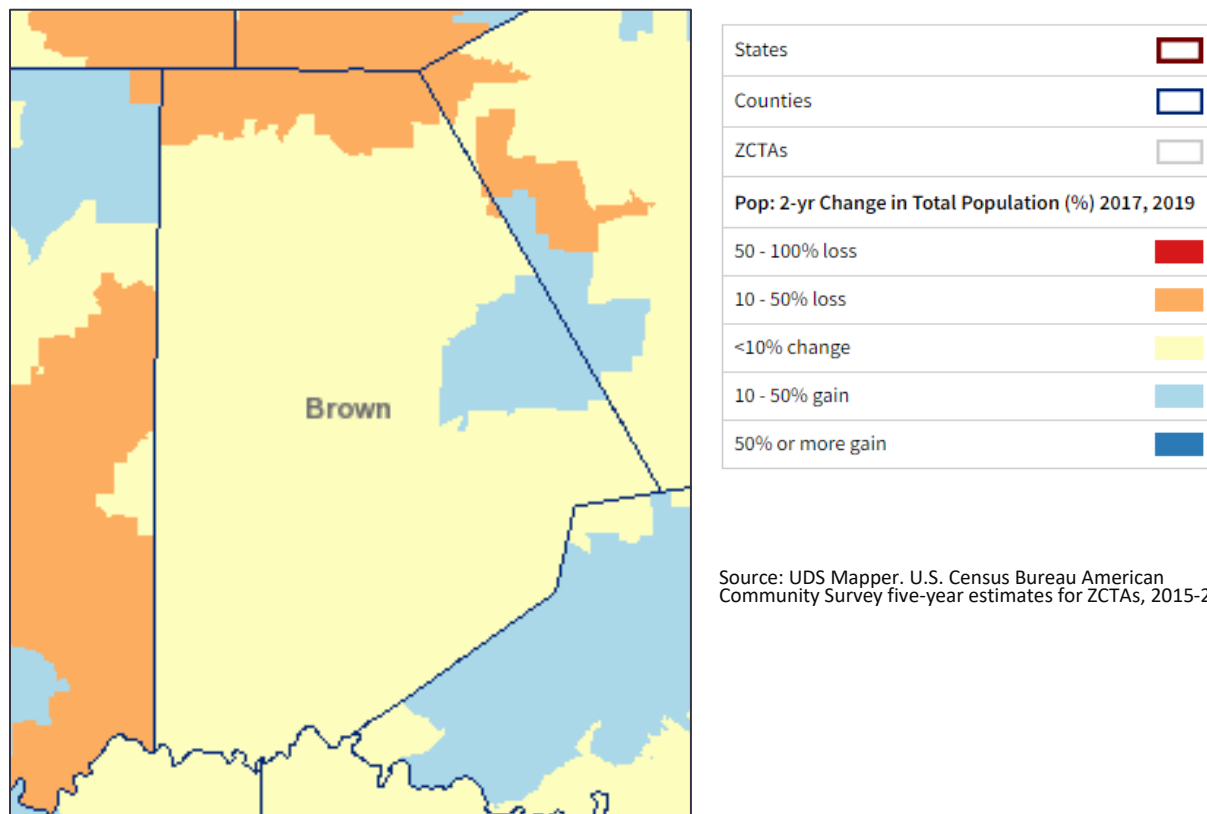 Brown
States
Counties
ZCTAs
Pop: 2-yr Change in Total Population (%) 2017, 2019
50 - 100% loss
10 - 50% loss
<10% change
10 - 50% gain
50% or more gain
Source: UDS Mapper. U.S. Census Bureau American
Community Survey five-year estimates for ZCTAs, 2015-2